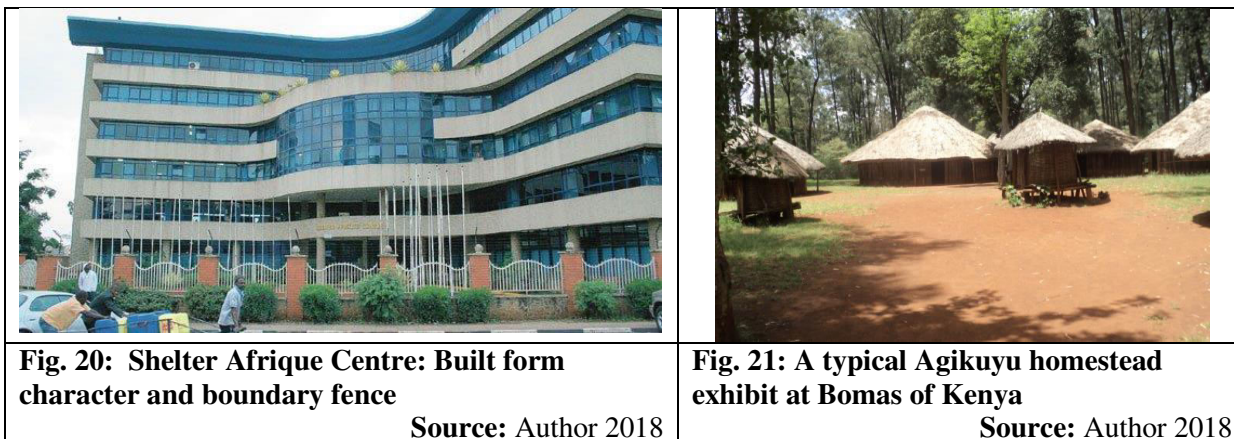 Fig. 20: Shelter Afrique Centre: Built form
character and boundary fence
Source: Author 2018
Fig. 21: A typical Agikuyu homestead
exhibit at Bomas of Kenya
Source: Author 2018